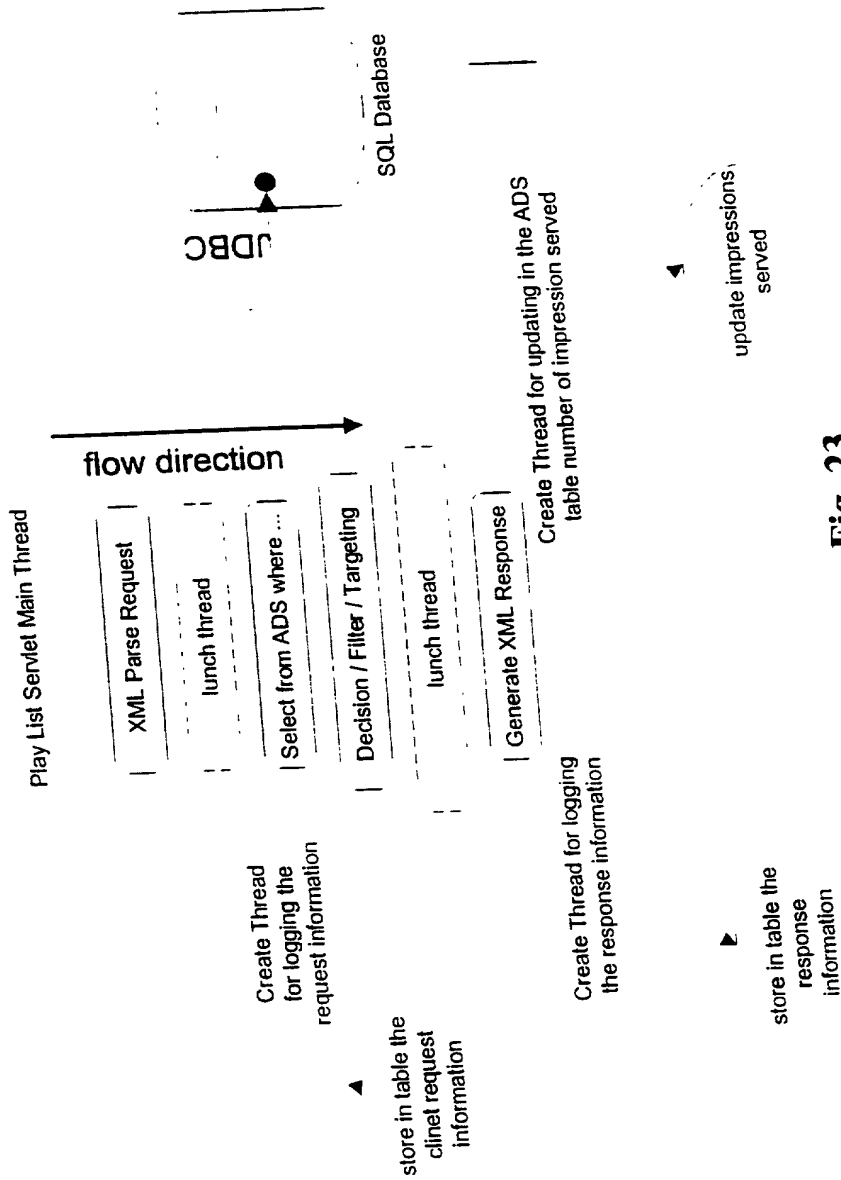 Play List Servlet Main Thread
XML Parse Request
lunch thread
Select from ADS where ...
Decision / Filter / Targeting
lunch thread
Generate XML Response
flow direction
JDBC
SQL Database
Create Thread
for logging the
request information
store in table the
clinet request
information
Create Thread for logging
the response information
store in table the
response
information
Create Thread for updating in the ADS
table number of impression served
update impressions
served
Fig. 23